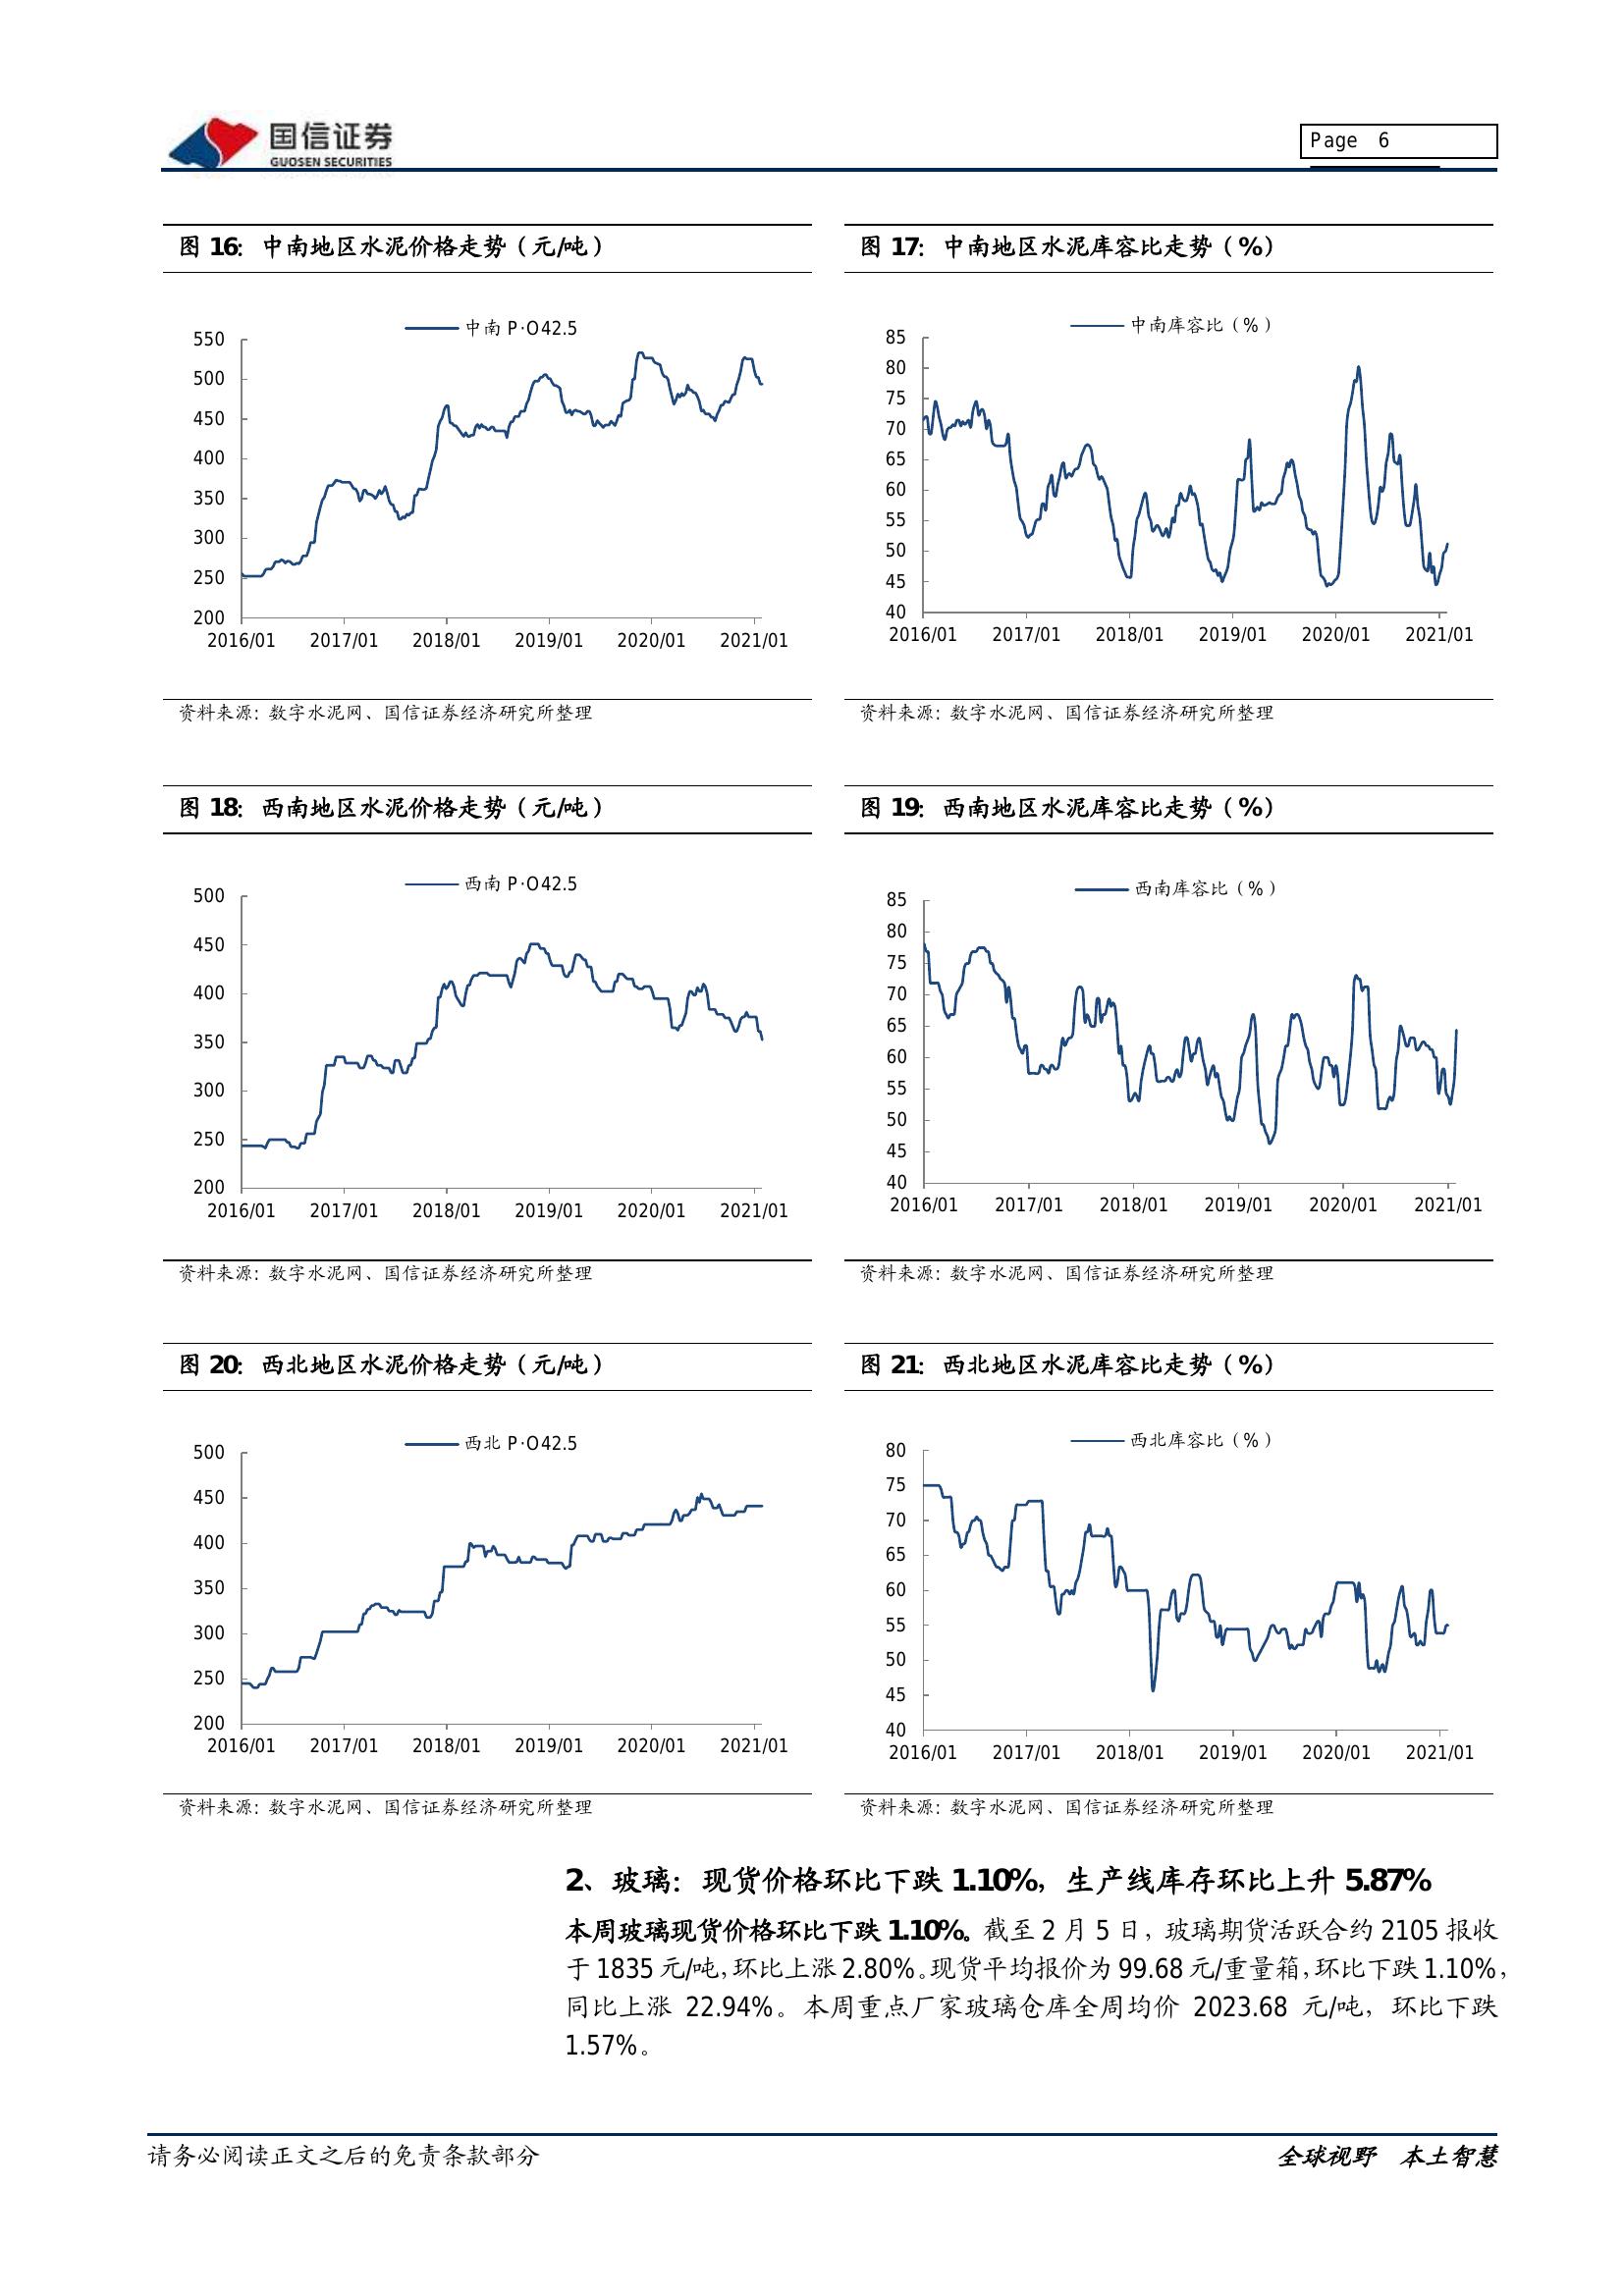 国信证券
GUOSEN SECURITIES
Page 6
图 16: 中南地区水泥价格走势（元/吨）
中南 P·O42.5
550
500
450
400
350
300
250
200
2016/01 2017/01 2018/01 2019/01 2020/01 2021/01
资料来源: 数字水泥网、国信证券经济研究所整理
图 17: 中南地区水泥库容比走势（%）
中南库容比（%）
85
80
75
70
65
60
55
50
45
40
2016/01 2017/01 2018/01 2019/01 2020/01 2021/01
资料来源: 数字水泥网、国信证券经济研究所整理
图 18: 西南地区水泥价格走势（元/吨）
西南 P·O42.5
500
450
400
350
300
250
200
2016/01 2017/01 2018/01 2019/01 2020/01 2021/01
资料来源: 数字水泥网、国信证券经济研究所整理
图 19: 西南地区水泥库容比走势（%）
西南库容比（%）
85
80
75
70
65
60
55
50
45
40
2016/01 2017/01 2018/01 2019/01 2020/01 2021/01
资料来源: 数字水泥网、国信证券经济研究所整理
图 20: 西北地区水泥价格走势（元/吨）
西北 P·O42.5
500
450
400
350
300
250
200
2016/01 2017/01 2018/01 2019/01 2020/01 2021/01
资料来源: 数字水泥网、国信证券经济研究所整理
图 21: 西北地区水泥库容比走势（%）
西北库容比（%）
80
75
70
65
60
55
50
45
40
2016/01 2017/01 2018/01 2019/01 2020/01 2021/01
资料来源: 数字水泥网、国信证券经济研究所整理
2、玻璃：现货价格环比下跌 1.10%，生产线库存环比上升 5.87%
本周玻璃现货价格环比下跌 1.10%。截至 2 月 5 日，玻璃期货活跃合约 2105 报收
于 1835 元/吨，环比上涨 2.80%。现货平均报价为 99.68 元/重量箱，环比下跌 1.10%，
同比上涨 22.94%。本周重点厂家玻璃仓库全周均价 2023.68 元/吨，环比下跌
1.57%。
请务必阅读正文之后的免责条款部分
全球视野 本土智慧